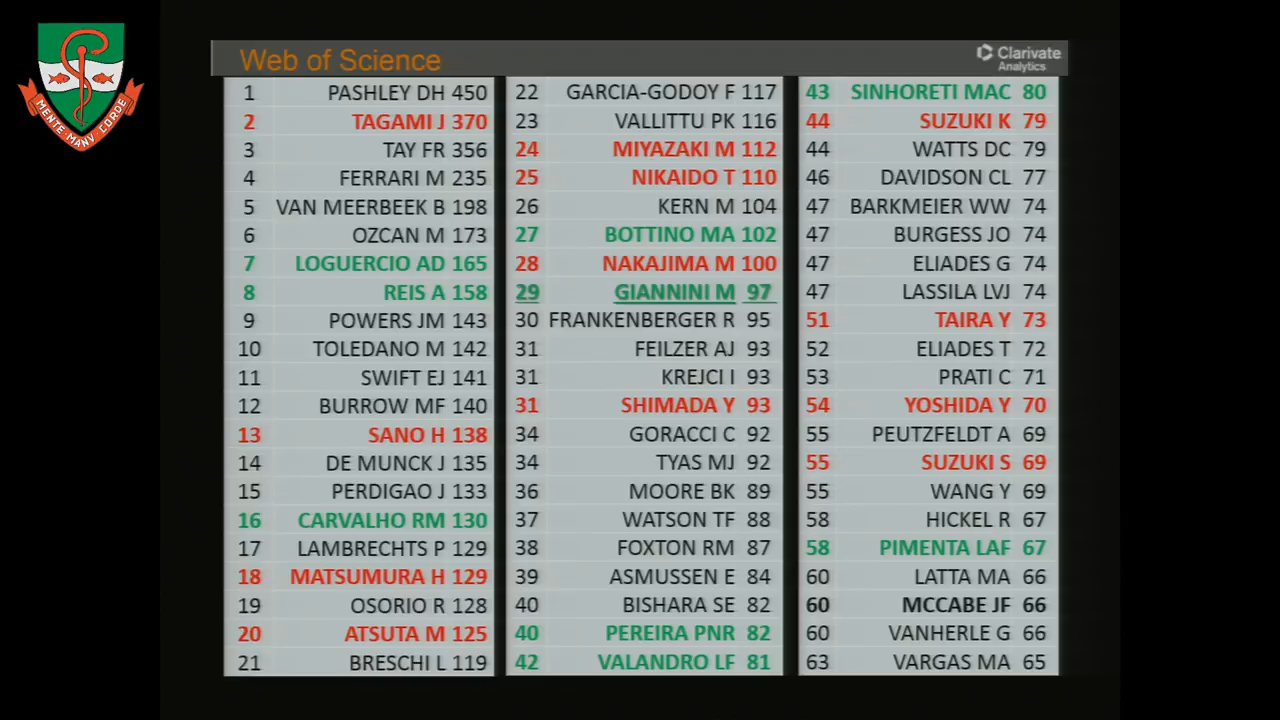 MENTE MANV CORDE
Web of Science
Clarivate
Analytics
1 PASHLEY DH 450
2 TAGAMI J 370
3 TAY FR 356
4 FERRARI M 235
5 VAN MEERBEEK B 198
6 OZCAN M 173
7 LOGUERCIO AD 165
8 REIS A 158
9 POWERS JM 143
10 TOLEDANO M 142
11 SWIFT EJ 141
12 BURROW MF 140
13 SANO H 138
14 DE MUNCK J 135
15 PERDIGAO J 133
16 CARVALHO RM 130
17 LAMBRECHTS P 129
18 MATSUMURA H 129
19 OSORIO R 128
20 ATSUTA M 125
21 BRESCHI L 119
22 GARCIA-GODOY F 117
23 VALLITTU PK 116
24 MIYAZAKI M 112
25 NIKAIDO T 110
26 KERN M 104
27 BOTTINO MA 102
28 NAKAJIMA M 100
29 GIANNINI M 97
30 FRANKENBERGER R 95
31 FEILZER AJ 93
31 KREJCI I 93
31 SHIMADA Y 93
34 GORACCI C 92
34 TYAS MJ 92
36 MOORE BK 89
37 WATSON TF 88
38 FOXTON RM 87
39 ASMUSSEN E 84
40 BISHARA SE 82
40 PEREIRA PNR 82
42 VALANDRO LF 81
43 SINHORETI MAC 80
44 SUZUKI K 79
44 WATTS DC 79
46 DAVIDSON CL 77
47 BARKMEIER WW 74
47 BURGESS JO 74
47 ELIADES G 74
47 LASSILA LVJ 74
51 TAIRA Y 73
52 ELIADES T 72
53 PRATI C 71
54 YOSHIDA Y 70
55 PEUTZFELDT A 69
55 SUZUKI S 69
55 WANG Y 69
58 HICKEL R 67
58 PIMENTA LAF 67
60 LATTA MA 66
60 MCCABE JF 66
60 VANHERLE G 66
63 VARGAS MA 65